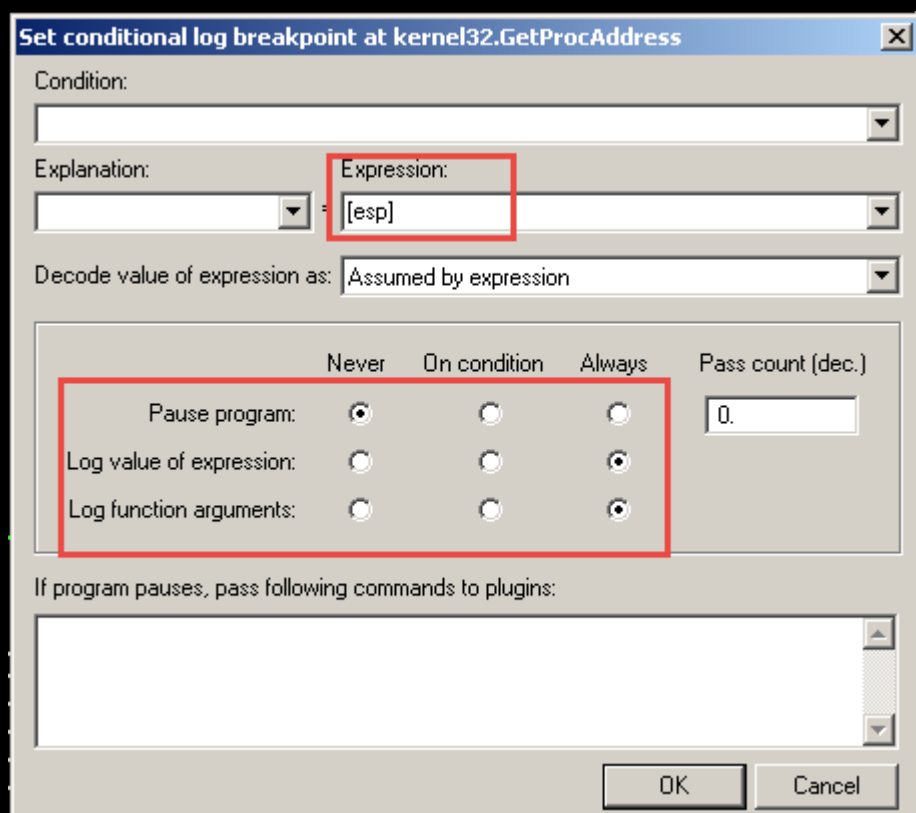 Set conditional log breakpoint at kernel32.GetProcAddress
Condition:
Explanation: Expression:
= [esp]
Decode value of expression as: Assumed by expression
Never On condition Always Pass count (dec.)
Pause program: 0.
Log value of expression:
Log function arguments:
If program pauses, pass following commands to plugins:
OK Cancel